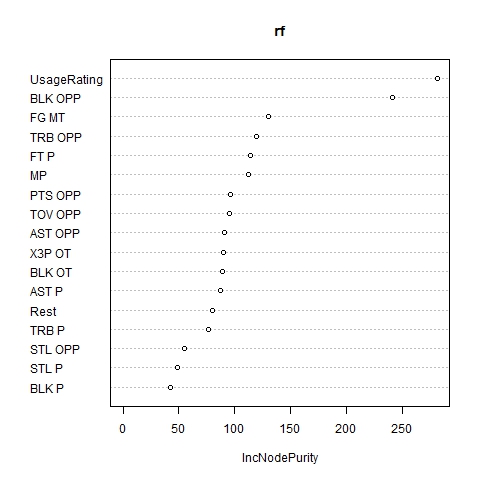 rf
UsageRating
BLK OPP
FG MT
TRB OPP
FT P
MP
PTS OPP
TOV OPP
AST OPP
X3P OT
BLK OT
AST P
Rest
TRB P
STL OPP
STL P
BLK P
0 50 100 150 200 250
IncNodePurity